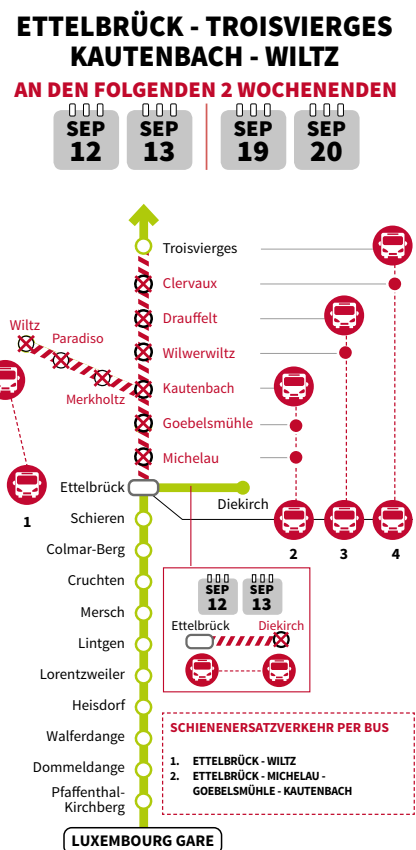 ETTELBRÜCK - TROISVIERGES
KAUTENBACH - WILTZ
AN DEN FOLGENDEN 2 WOCHENENDEN
SEP
12
SEP
13
SEP
19
SEP
20
Troisvierges
Clervaux
Drauffelt
Wiltz
Paradiso
Wilwerwiltz
Merkholtz
Kautenbach
Goebelsmühle
Michelau
Ettelbrück
Diekirch
1
Schieren
2
3
4
Colmar-Berg
Cruchten
SEP
12
SEP
13
Mersch
Ettelbrück
Diekirch
Lintgen
Lorentzweiler
Heisdorf
Walferdange
Dommeldange
Pfaffenthal-
Kirchberg
LUXEMBOURG GARE
SCHIENENERSATZVERKEHR PER BUS
1. ETTELBRÜCK - WILTZ
2. ETTELBRÜCK - MICHELAU -
GOEBELSMÜHLE - KAUTENBACH